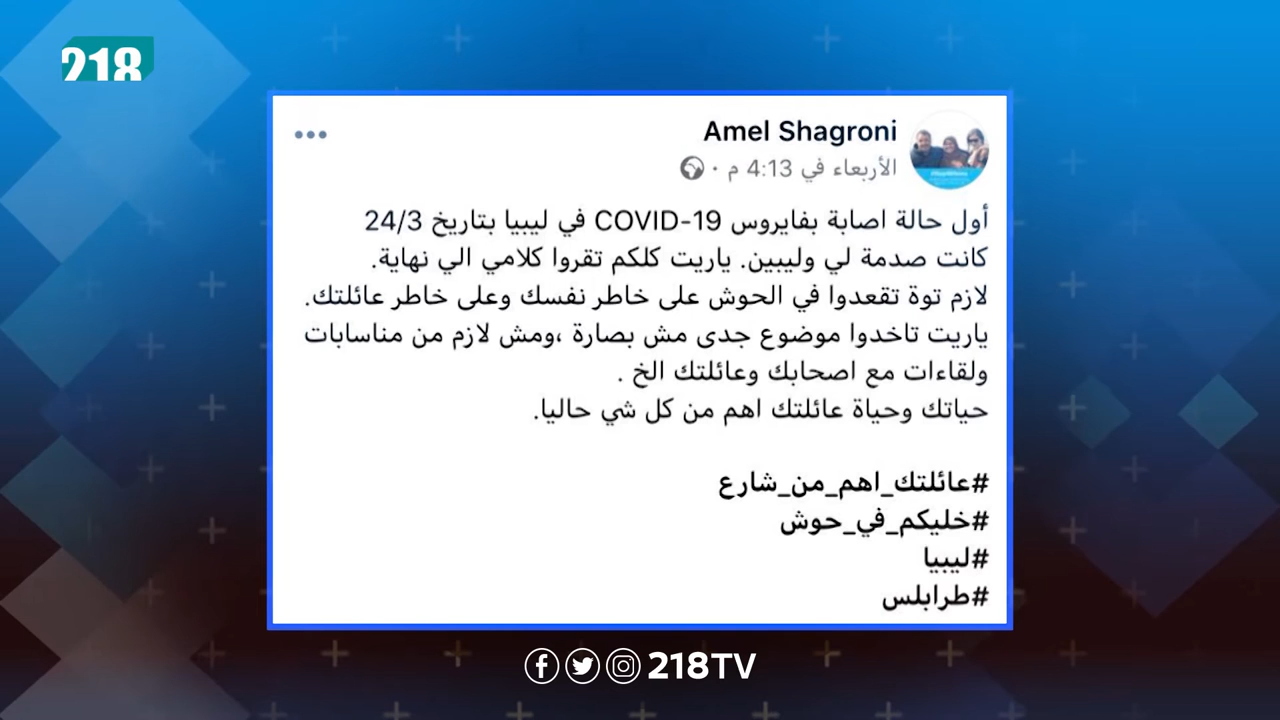 218
Amel Shagroni
الأربعاء في 4:13 م ·
أول حالة اصابة بفايروس COVID-19 في ليبيا بتاريخ 24/3
كانت صدمة لي وليبين. ياريت كلكم تقروا كلامي الي نهاية.
لازم توة تقعدوا في الحوش على خاطر نفسك وعلى خاطر عائلتك.
ياريت تاخدوا موضوع جدى مش بصارة ،ومش لازم من مناسابات
ولقاءات مع اصحابك وعائلتك الخ .
حياتك وحياة عائلتك اهم من كل شي حاليا.
#عائلتك_اهم_من_شارع
#خليكم_في_حوش
#ليبيا
#طرابلس
218TV